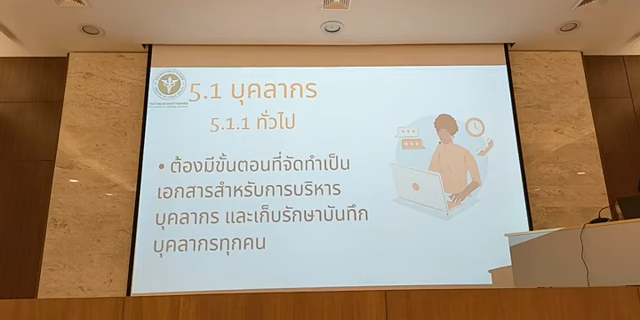 5.1 บุคลากร
5.1.1 ทั่วไป
• ต้องมีขั้นตอนที่จัดทำเป็น
เอกสารสำหรับการบริหาร
บุคลากร และเก็บรักษาบันทึก
บุคลากรทุกคน